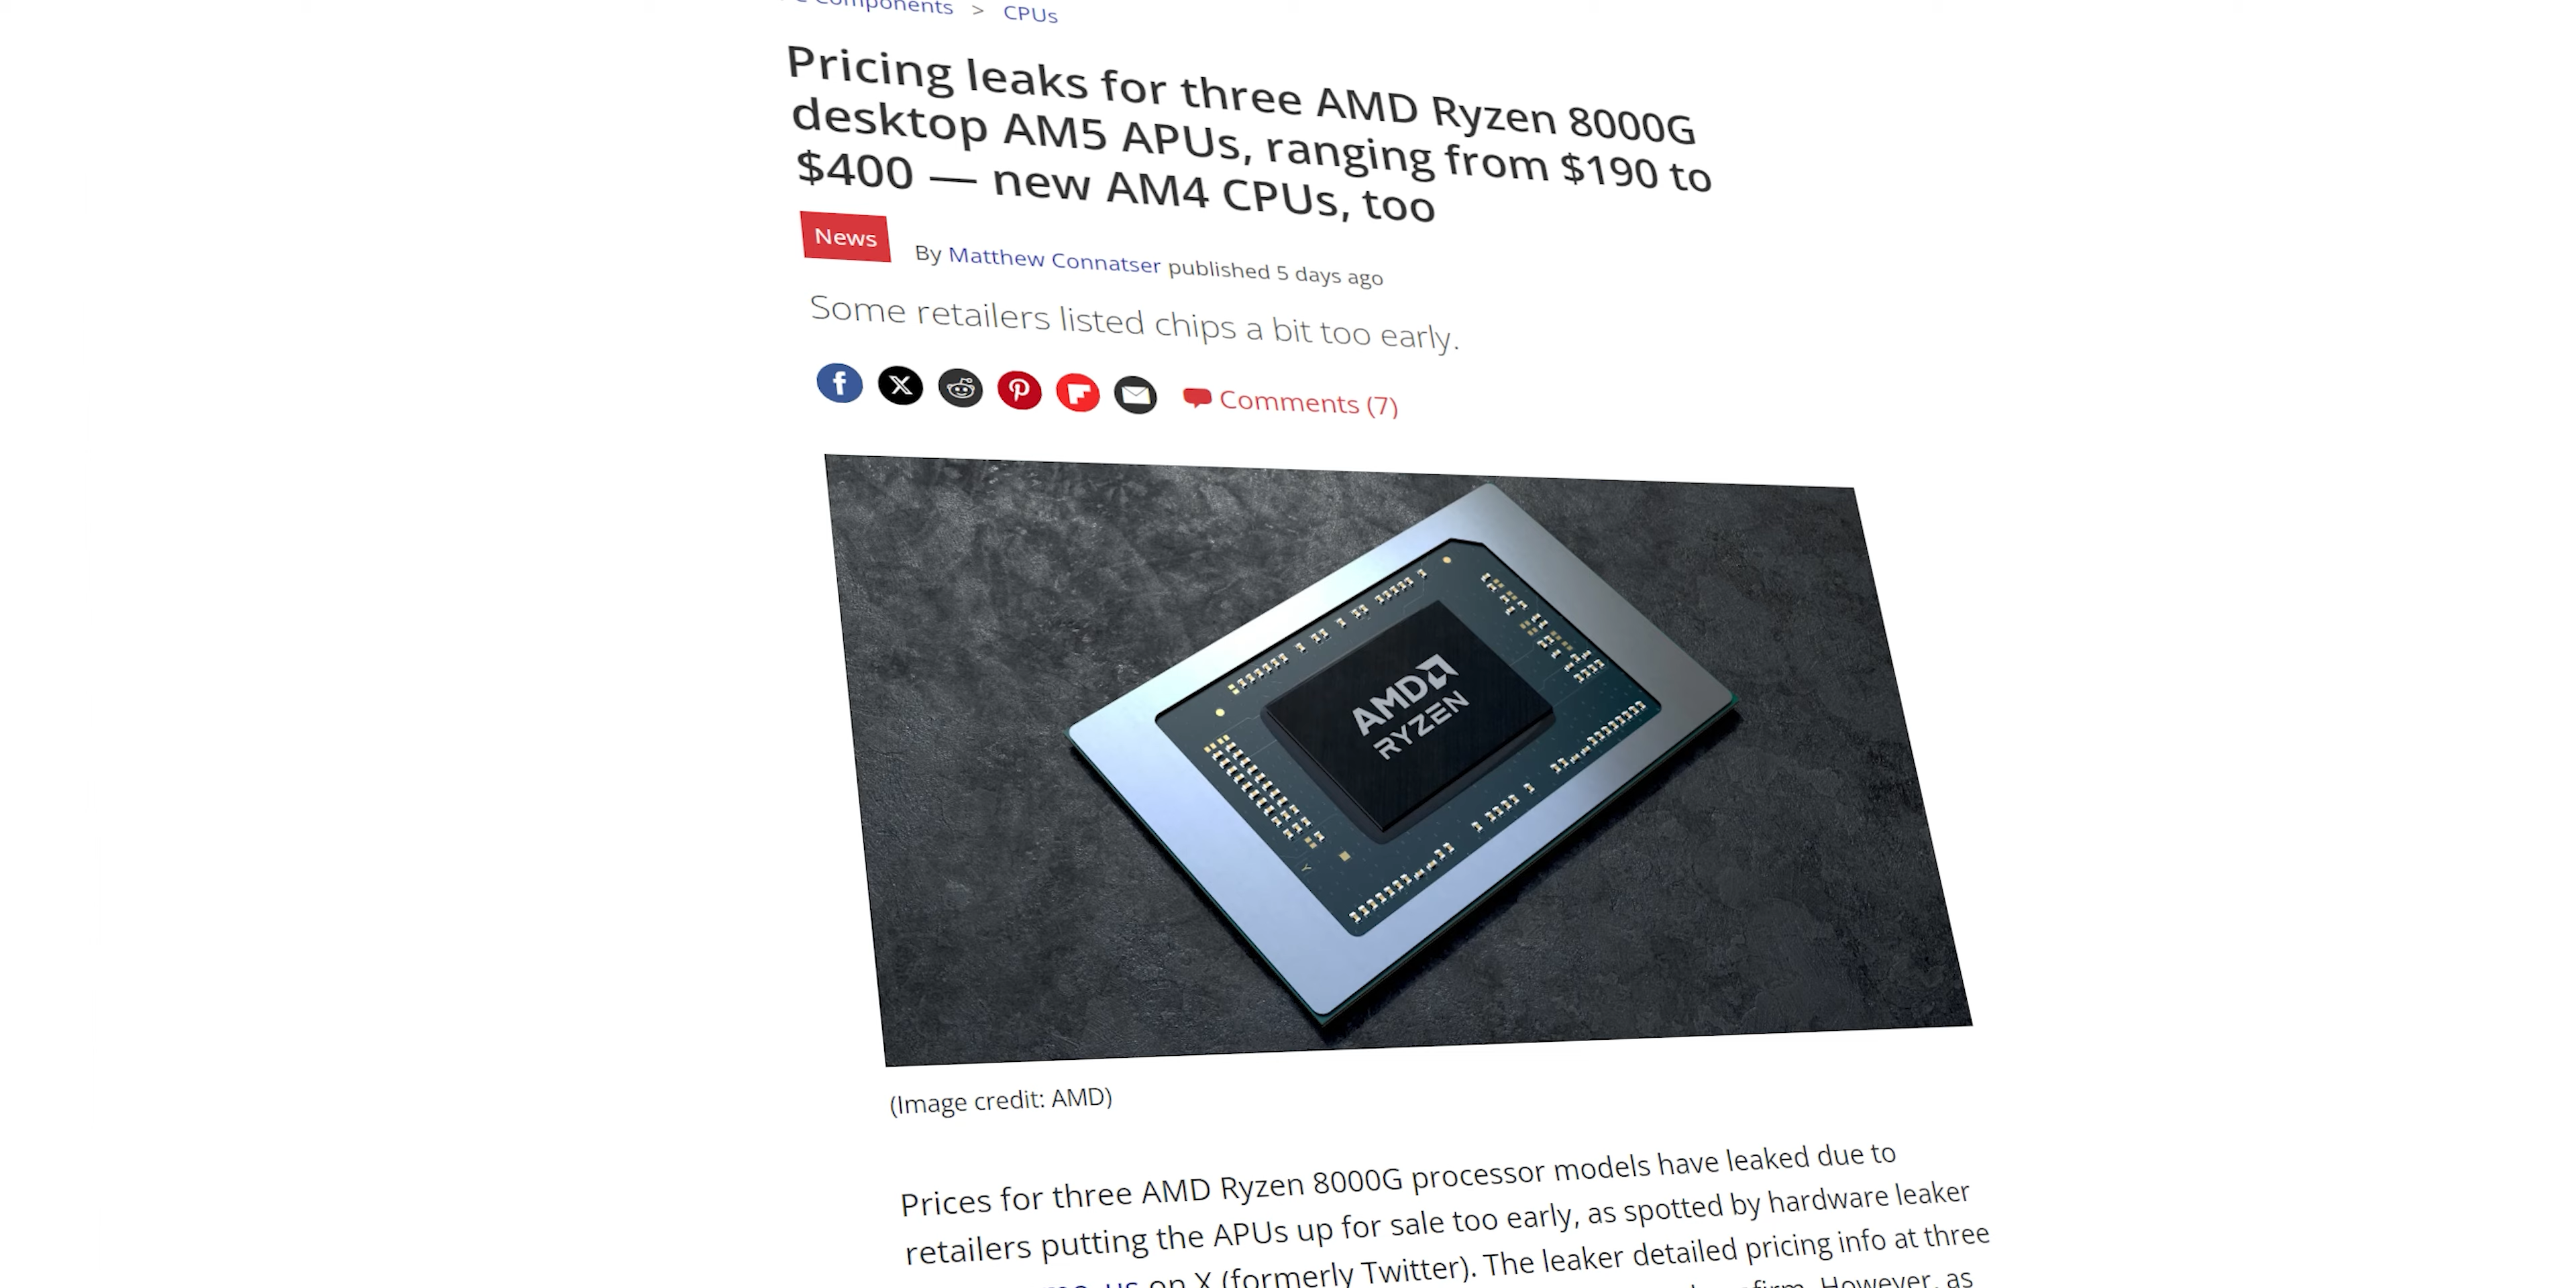 Components > CPUs
Pricing leaks for three AMD Ryzen 8000G
desktop AM5 APUs, ranging from $190 to
$400 — new AM4 CPUs, too
News
By Matthew Connatser published 5 days ago
Some retailers listed chips a bit too early.
Comments (7)
AMD
RYZEN
(Image credit: AMD)
Prices for three AMD Ryzen 8000G processor models have leaked due to
retailers putting the APUs up for sale too early, as spotted by hardware leaker
on X (formerly Twitter). The leaker detailed pricing info at three
However, as